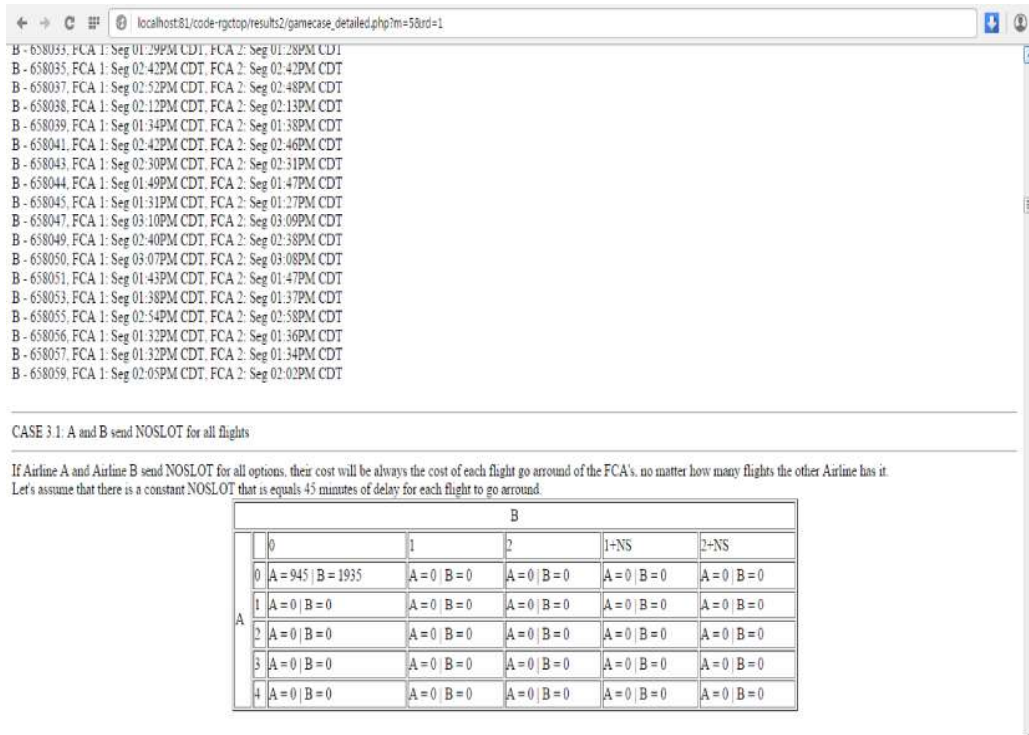 localhost:81/code-rgctop/results2/gamecase_detailed.php?m=5&rd=1
B - 658033, FCA 1: Seg 01:29PM CDT, FCA 2: Seg 01:28PM CDT
B - 658035, FCA 1: Seg 02:42PM CDT, FCA 2: Seg 02:42PM CDT
B - 658037, FCA 1: Seg 02:52PM CDT, FCA 2: Seg 02:48PM CDT
B - 658038, FCA 1: Seg 02:12PM CDT, FCA 2: Seg 02:13PM CDT
B - 658039, FCA 1: Seg 01:34PM CDT, FCA 2: Seg 01:38PM CDT
B - 658041, FCA 1: Seg 02:42PM CDT, FCA 2: Seg 02:46PM CDT
B - 658043, FCA 1: Seg 02:30PM CDT, FCA 2: Seg 02:31PM CDT
B - 658044, FCA 1: Seg 01:49PM CDT, FCA 2: Seg 01:47PM CDT
B - 658045, FCA 1: Seg 01:31PM CDT, FCA 2: Seg 01:27PM CDT
B - 658047, FCA 1: Seg 03:10PM CDT, FCA 2: Seg 03:09PM CDT
B - 658049, FCA 1: Seg 02:40PM CDT, FCA 2: Seg 02:38PM CDT
B - 658050, FCA 1: Seg 03:07PM CDT, FCA 2: Seg 03:08PM CDT
B - 658051, FCA 1: Seg 01:43PM CDT, FCA 2: Seg 01:47PM CDT
B - 658053, FCA 1: Seg 01:38PM CDT, FCA 2: Seg 01:37PM CDT
B - 658055, FCA 1: Seg 02:54PM CDT, FCA 2: Seg 02:58PM CDT
B - 658056, FCA 1: Seg 01:32PM CDT, FCA 2: Seg 01:36PM CDT
B - 658057, FCA 1: Seg 01:32PM CDT, FCA 2: Seg 01:34PM CDT
B - 658059, FCA 1: Seg 02:05PM CDT, FCA 2: Seg 02:02PM CDT
CASE 3.1: A and B send NOSLOT for all flights
If Airline A and Airline B send NOSLOT for all options, their cost will be always the cost of each flight go arround of the FCA's, no matter how many flights the other Airline has it.
Let's assume that there is a constant NOSLOT that is equals 45 minutes of delay for each flight to go arround.
B
0 1 2 1+NS 2+NS
A
0 A = 945 | B = 1935 A = 0 | B = 0 A = 0 | B = 0 A = 0 | B = 0 A = 0 | B = 0
1 A = 0 | B = 0 A = 0 | B = 0 A = 0 | B = 0 A = 0 | B = 0 A = 0 | B = 0
2 A = 0 | B = 0 A = 0 | B = 0 A = 0 | B = 0 A = 0 | B = 0 A = 0 | B = 0
3 A = 0 | B = 0 A = 0 | B = 0 A = 0 | B = 0 A = 0 | B = 0 A = 0 | B = 0
4 A = 0 | B = 0 A = 0 | B = 0 A = 0 | B = 0 A = 0 | B = 0 A = 0 | B = 0